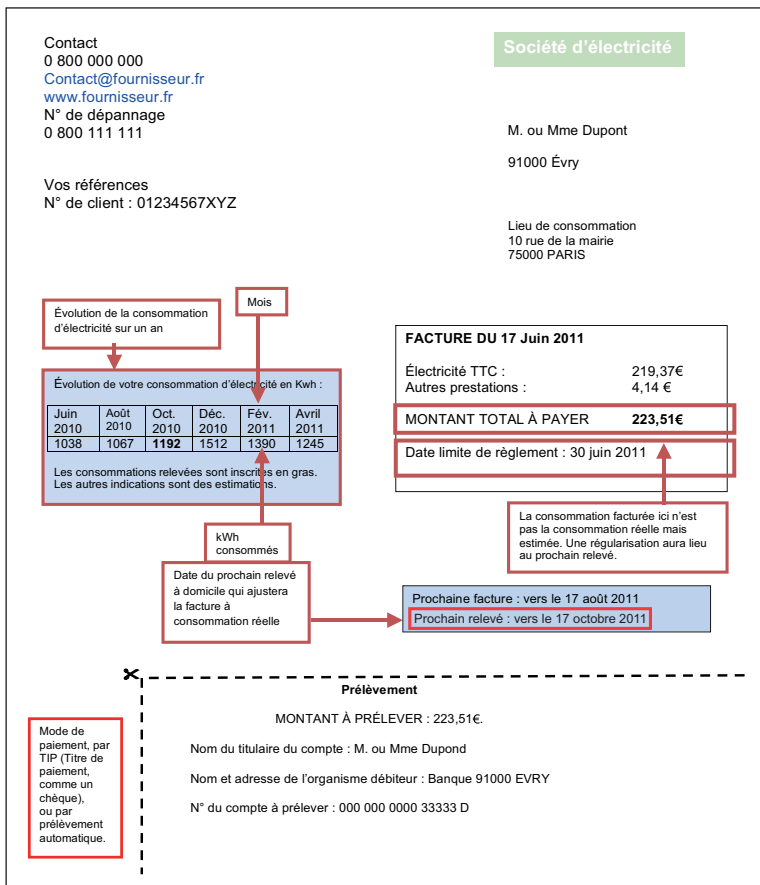 Contact
0 800 000 000
Contact@fournisseur.fr
www.fournisseur.fr
N° de dépannage
0 800 111 111
Société d'électricité
M. ou Mme Dupont
91000 Évry
Vos références
N° de client : 01234567XYZ
Lieu de consommation
10 rue de la mairie
75000 PARIS
Évolution de la consommation
d'électricité sur un an
Mois
Évolution de votre consommation d'électricité en Kwh :
Juin Août Oct. Déc. Fév. Avril
2010 2010 2010 2010 2011 2011
1038 1067 1192 1512 1390 1245
Les consommations relevées sont inscrites en gras.
Les autres indications sont des estimations.
FACTURE DU 17 Juin 2011
Électricité TTC : 219,37€
Autres prestations : 4,14 €
MONTANT TOTAL À PAYER 223,51€
Date limite de règlement : 30 juin 2011
La consommation facturée ici n'est
pas la consommation réelle mais
estimée. Une régularisation aura lieu
au prochain relevé.
kWh
consommés
Date du prochain relevé
à domicile qui ajustera
la facture à
consommation réelle
Prochaine facture : vers le 17 août 2011
Prochain relevé : vers le 17 octobre 2011
Prélèvement
MONTANT À PRÉLEVER : 223,51€.
Nom du titulaire du compte : M. ou Mme Dupond
Nom et adresse de l'organisme débiteur : Banque 91000 EVRY
N° du compte à prélever : 000 000 0000 33333 D
Mode de
paiement, par
TIP (Titre de
paiement,
comme un
chèque),
ou par
prélèvement
automatique.